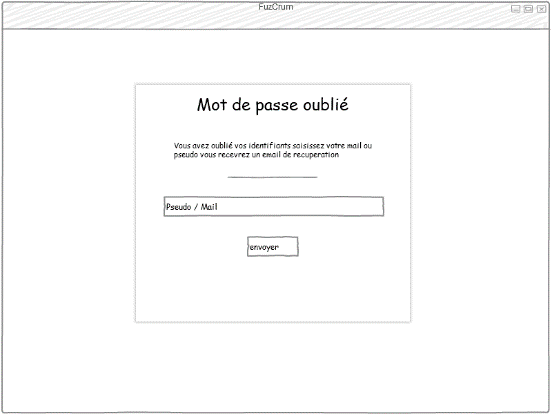 FuzCrum
Mot de passe oublié
Vous avez oublié vos identifiants saisissez votre mail ou
pseudo vous recevrez un email de recuperation
Pseudo / Mail
envoyer